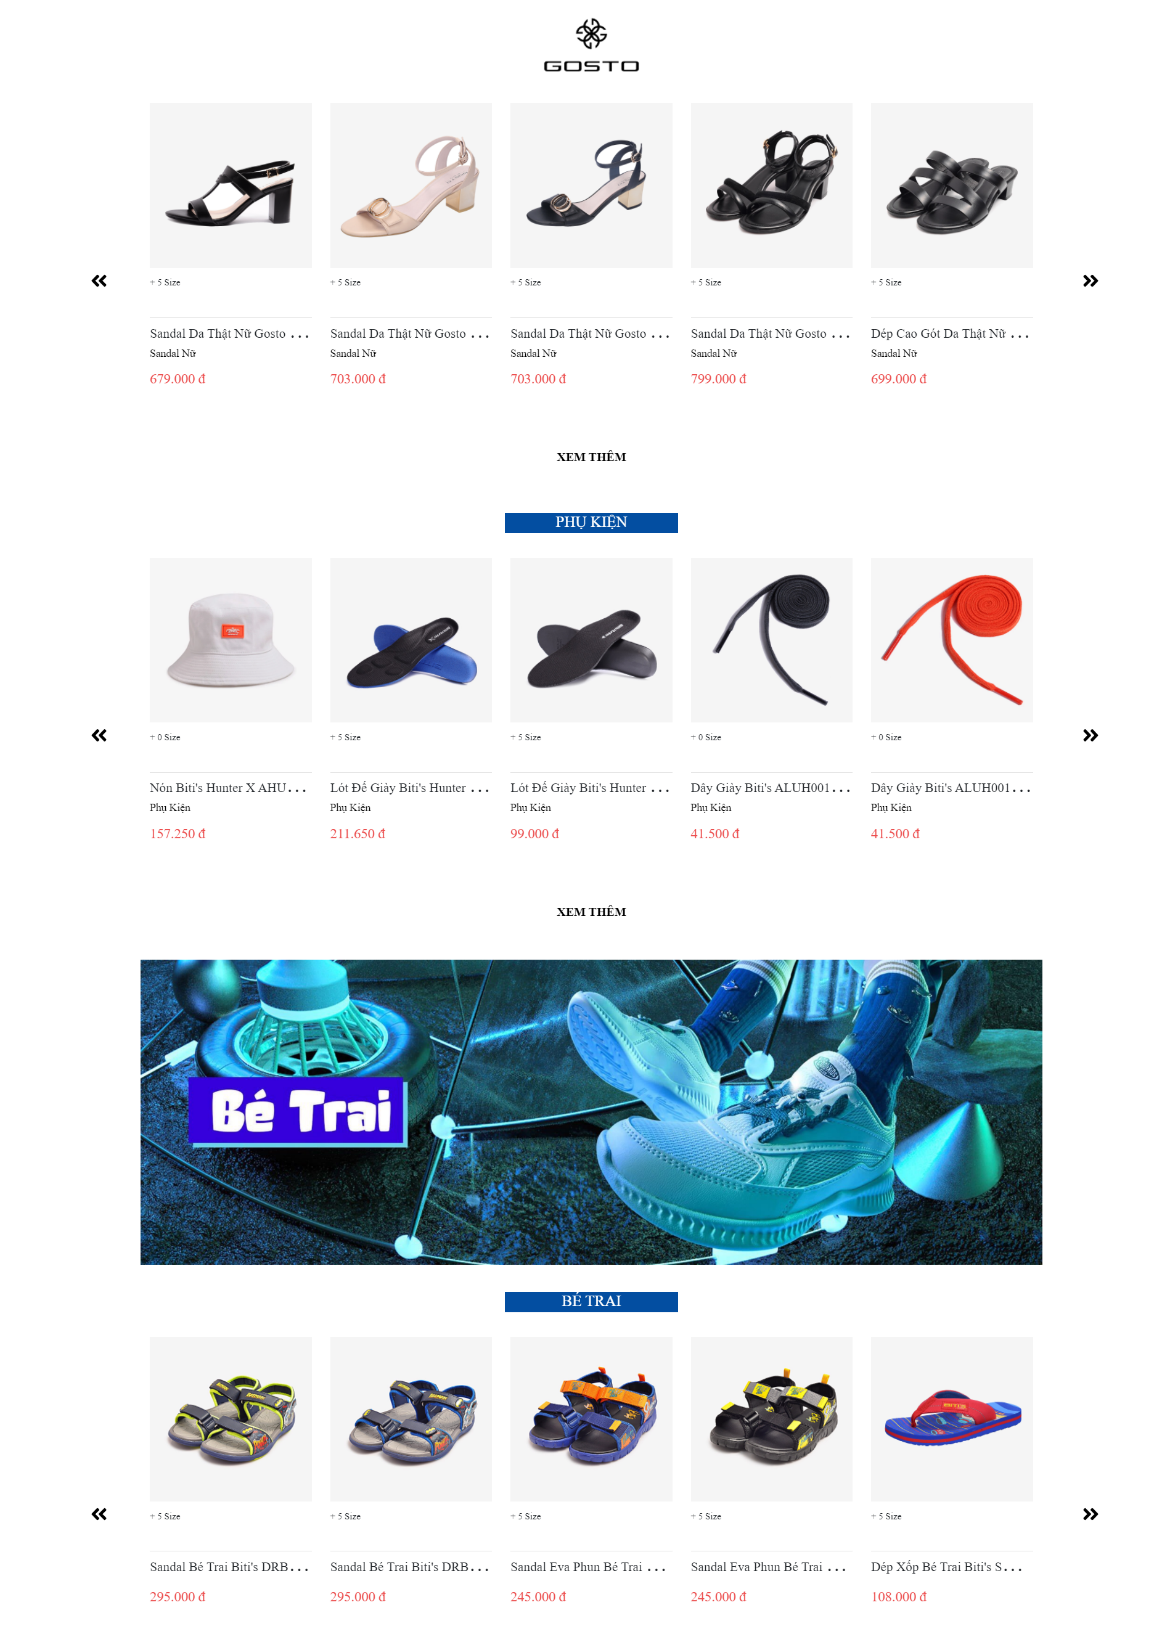 GOSTO
+ 5 Size
+ 5 Size
+ 5 Size
+ 5 Size
+ 5 Size
Sandal Da Thật Nữ Gosto ...
Sandal Da Thật Nữ Gosto ...
Sandal Da Thật Nữ Gosto ...
Sandal Da Thật Nữ Gosto ...
Dép Cao Gót Da Thật Nữ ...
Sandal Nữ
Sandal Nữ
Sandal Nữ
Sandal Nữ
Sandal Nữ
679.000 đ
703.000 đ
703.000 đ
799.000 đ
699.000 đ
XEM THÊM
PHỤ KIỆN
+ 0 Size
+ 5 Size
+ 5 Size
+ 0 Size
+ 0 Size
Nón Biti's Hunter X AHU...
Lót Đế Giày Biti's Hunter ...
Lót Đế Giày Biti's Hunter ...
Dây Giày Biti's ALUH001...
Dây Giày Biti's ALUH001...
Phụ Kiện
Phụ Kiện
Phụ Kiện
Phụ Kiện
Phụ Kiện
157.250 đ
211.650 đ
99.000 đ
41.500 đ
41.500 đ
XEM THÊM
Bé Trai
BÉ TRAI
+ 5 Size
+ 5 Size
+ 5 Size
+ 5 Size
+ 5 Size
Sandal Bé Trai Biti's DRB...
Sandal Bé Trai Biti's DRB...
Sandal Eva Phun Bé Trai ...
Sandal Eva Phun Bé Trai ...
Dép Xốp Bé Trai Biti's S...
295.000 đ
295.000 đ
245.000 đ
245.000 đ
108.000 đ